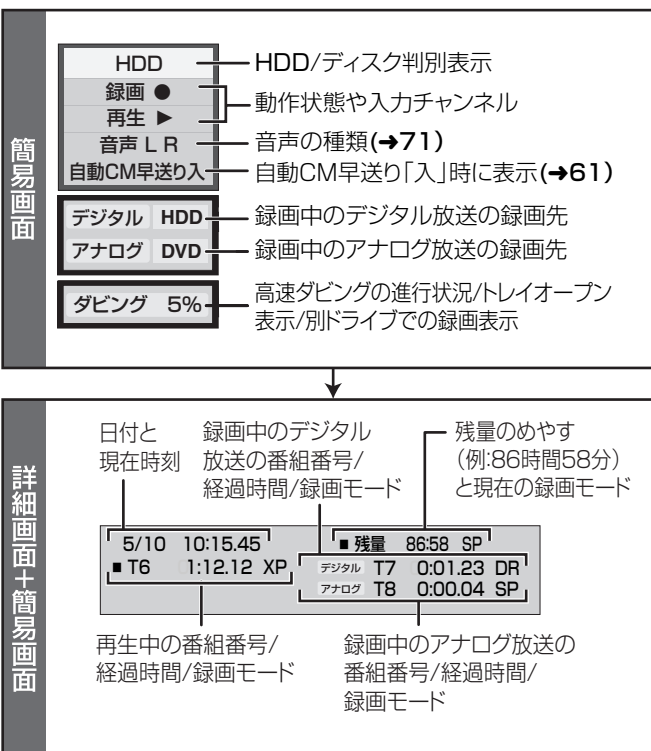 簡易画面
HDD
録画 ●
再生 ▶
音声 L R
自動CM早送り入
HDD/ディスク判別表示
動作状態や入力チャンネル
音声の種類(➜71)
自動CM早送り「入」時に表示(➜61)
デジタル HDD
アナログ DVD
録画中のデジタル放送の録画先
録画中のアナログ放送の録画先
ダビング 5%
高速ダビングの進行状況/トレイオープン
表示/別ドライブでの録画表示
詳細画面+簡易画面
日付と
現在時刻
録画中のデジタル
放送の番組番号/
経過時間/録画モード
残量のめやす
(例:86時間58分)
と現在の録画モード
5/10 10:15.45
■ T6 1:12.12 XP
■ 残量 86:58 SP
デジタル T7 0:01.23 DR
アナログ T8 0:00.04 SP
再生中の番組番号/
経過時間/録画モード
録画中のアナログ放送の
番組番号/経過時間/
録画モード